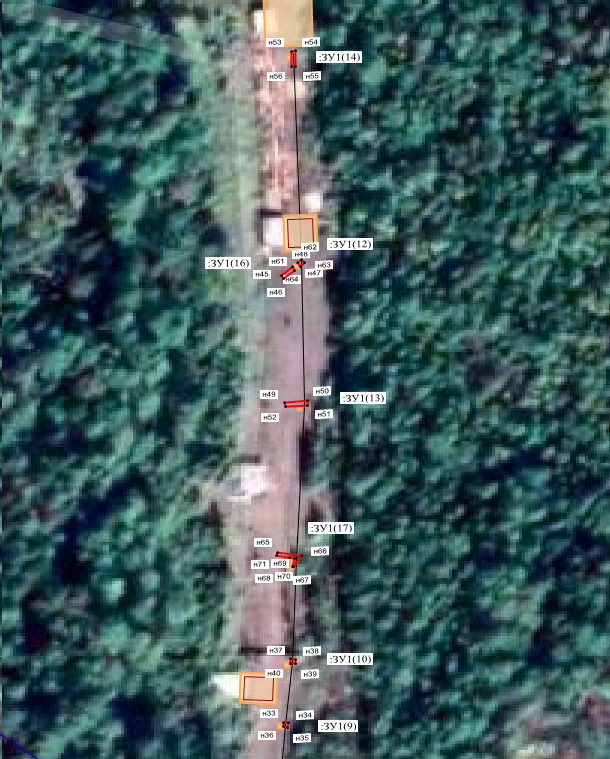 н53 н54
:ЗУ1(14)
н56 н55
н62 :ЗУ1(12)
н48
:ЗУ1(16) н61 н63
н45 н64 н47
н46
н49 н50 :ЗУ1(13)
н52 н51
:ЗУ1(17)
н65 н66
н71 н69
н68 н70 н67
н37 н38 :ЗУ1(10)
н40 н39
н33 н34
:ЗУ1(9)
н36 н35